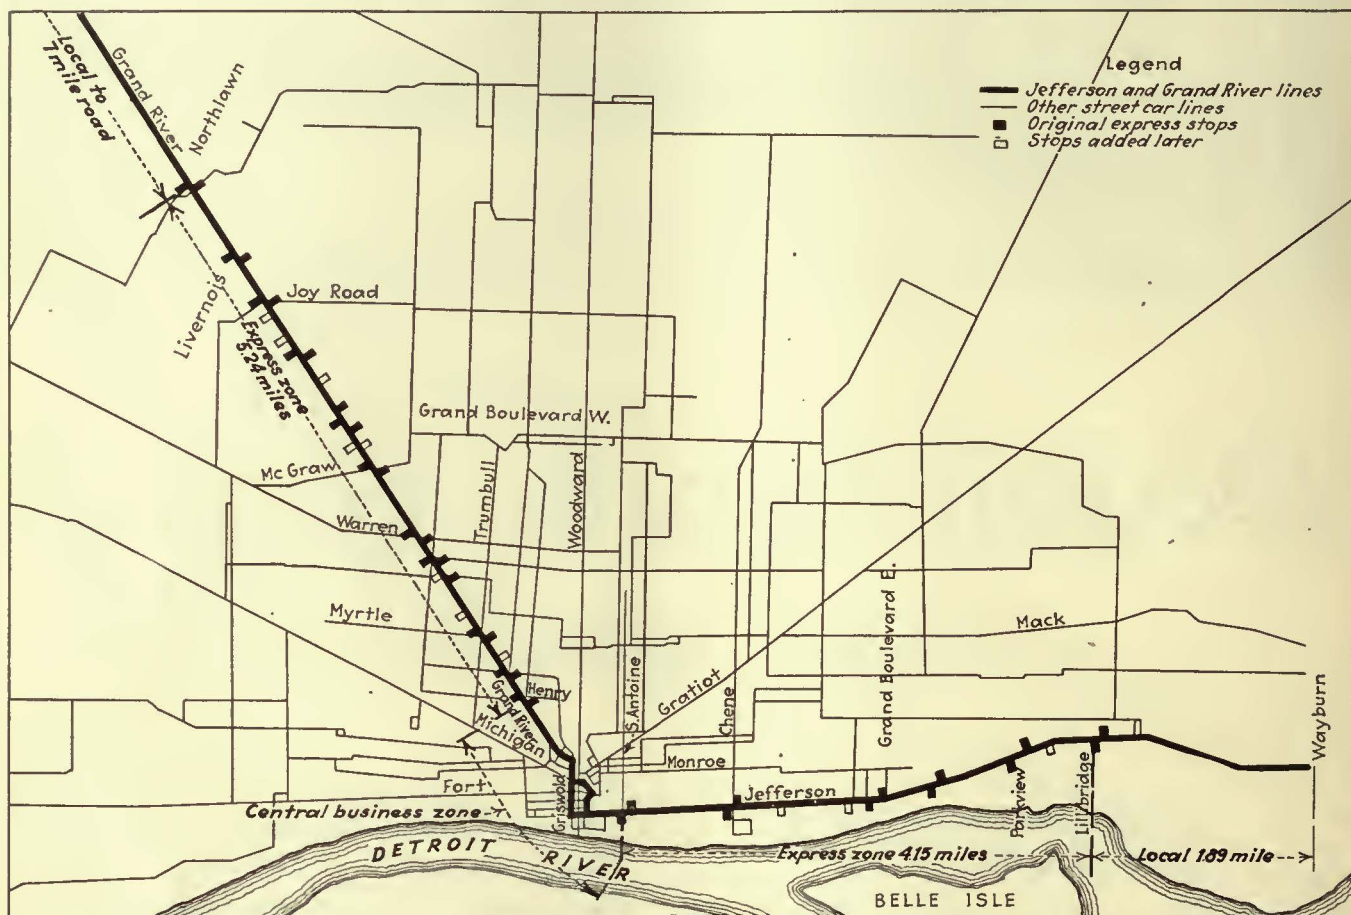 Local to
7 mile road
Grand River
Northlawn
Legend
Jefferson and Grand River lines
Other street car lines
Original express stops
Stops added later
Livernois
Joy Road
Express zone
5.24 miles
Grand Boulevard W.
McGraw
Trumbull
Woodward
Warren
Myrtle
Mack
Grand Boulevard E.
S. Antoine
Gratiot
Chene
Henry
Grand River
Michigan
Monroe
Wayburn
Fort
Griswold
Jefferson
Parkview
Lillybridge
Central business zone
DETROIT
RIVER
Express zone 4.15 miles
Local 1.89 mile
BELLE ISLE